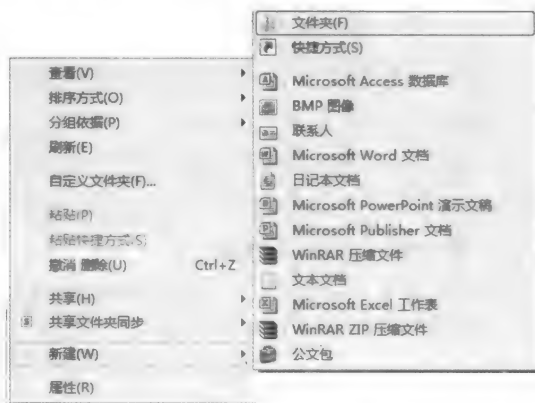 查看(V)
排序方式(O)
分组依据(P)
刷新(E)
自定义文件夹(F)...
粘贴(P)
粘贴快捷方式(S)
撤消 删除(U) Ctrl+Z
共享(H)
共享文件夹同步
新建(W)
属性(R)
文件夹(F)
快捷方式(S)
Microsoft Access 数据库
BMP 图像
联系人
Microsoft Word 文档
日记本文档
Microsoft PowerPoint 演示文稿
Microsoft Publisher 文档
WinRAR 压缩文件
文本文档
Microsoft Excel 工作表
WinRAR ZIP 压缩文件
公文包